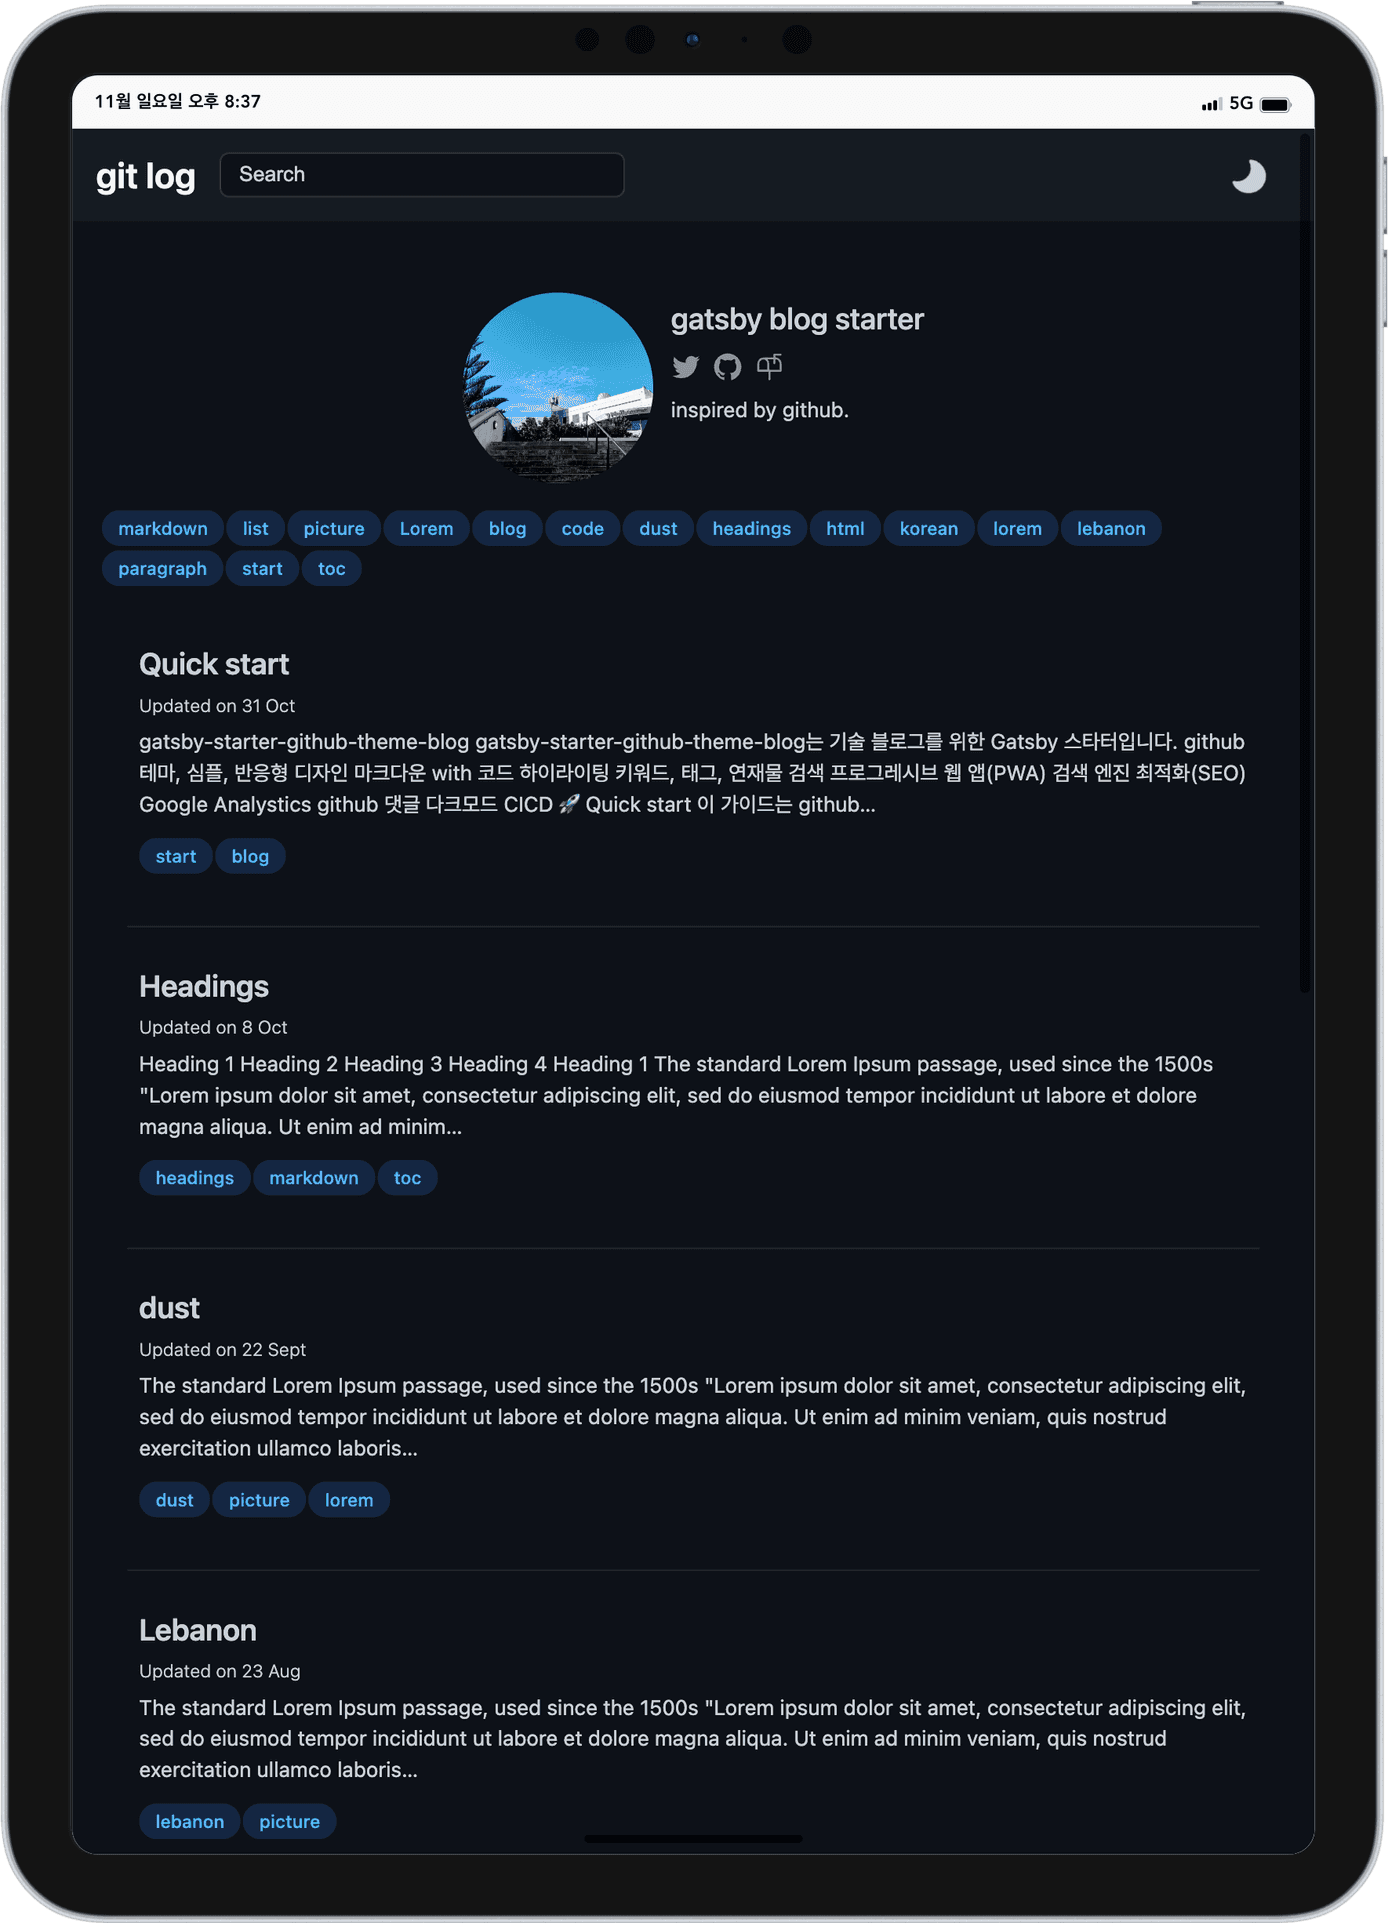 11월 일요일 오후 8:37
5G
git log
Search
gatsby blog starter
inspired by github.
markdown list picture Lorem blog code dust headings html korean lorem lebanon
paragraph start toc
Quick start
Updated on 31 Oct
gatsby-starter-github-theme-blog gatsby-starter-github-theme-blog는 기술 블로그를 위한 Gatsby 스타터입니다. github
테마, 심플, 반응형 디자인 마크다운 with 코드 하이라이팅 키워드, 태그, 연재물 검색 프로그레시브 웹 앱(PWA) 검색 엔진 최적화(SEO)
Google Analystics github 댓글 다크모드 CICD 🚀 Quick start 이 가이드는 github...
start blog
Headings
Updated on 8 Oct
Heading 1 Heading 2 Heading 3 Heading 4 Heading 1 The standard Lorem Ipsum passage, used since the 1500s
"Lorem ipsum dolor sit amet, consectetur adipiscing elit, sed do eiusmod tempor incididunt ut labore et dolore
magna aliqua. Ut enim ad minim...
headings markdown toc
dust
Updated on 22 Sept
The standard Lorem Ipsum passage, used since the 1500s "Lorem ipsum dolor sit amet, consectetur adipiscing elit,
sed do eiusmod tempor incididunt ut labore et dolore magna aliqua. Ut enim ad minim veniam, quis nostrud
exercitation ullamco laboris...
dust picture lorem
Lebanon
Updated on 23 Aug
The standard Lorem Ipsum passage, used since the 1500s "Lorem ipsum dolor sit amet, consectetur adipiscing elit,
sed do eiusmod tempor incididunt ut labore et dolore magna aliqua. Ut enim ad minim veniam, quis nostrud
exercitation ullamco laboris...
lebanon picture